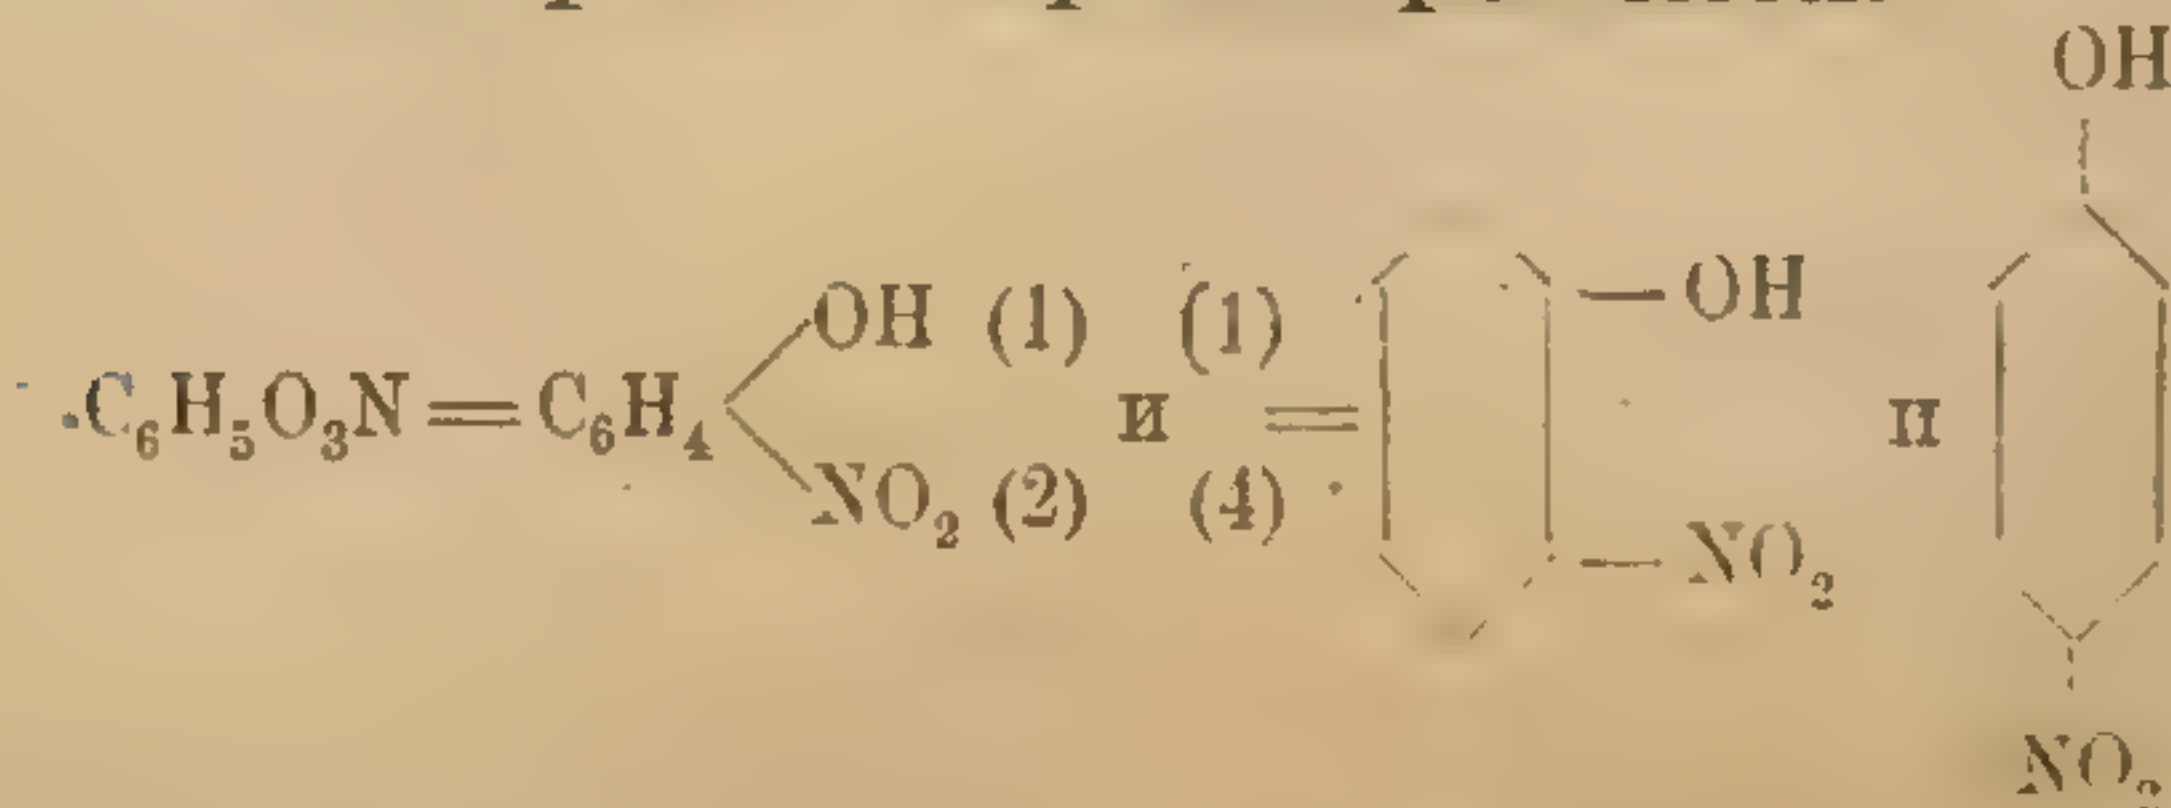 OH
OH (1) (1) —OH
C₆H₅O₃N=C₆H₄ и = и
NO₂ (2) (4) —NO₂
NO₂